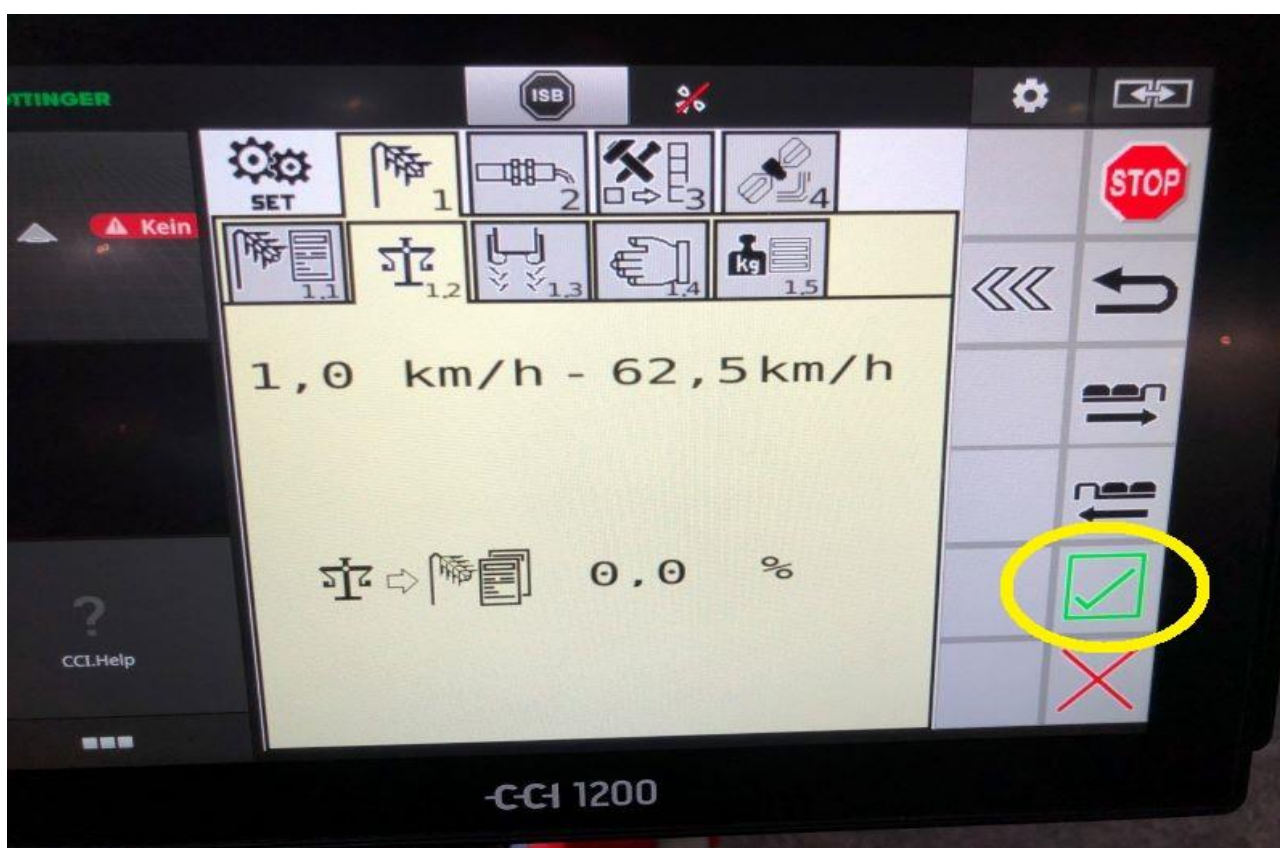 TTINGER
ISB
SET
1
2
3
4
STOP
Kein
1,1
1,2
1,3
1,4
Kg
1,5
1,0 km/h - 62,5km/h
0,0 %
?
CCI.Help
CCI 1200